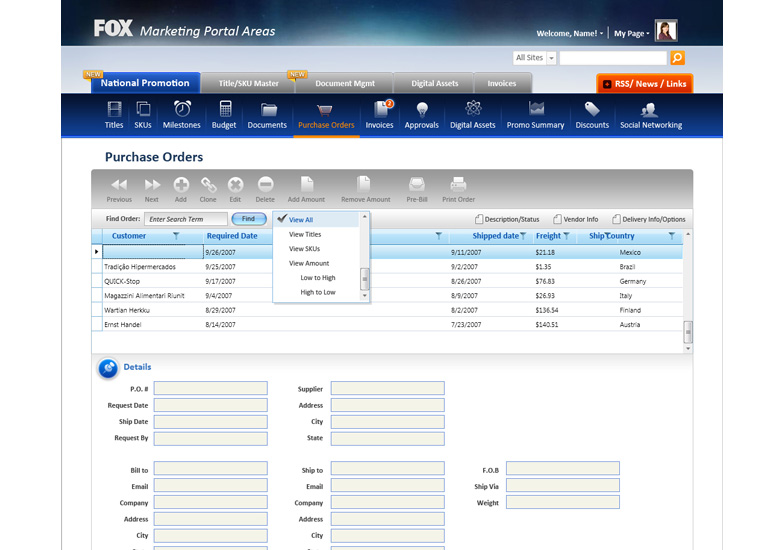 FOX Marketing Portal Areas
Welcome, Name! My Page
All Sites
NEW National Promotion Title/SKU Master NEW Document Mgmt Digital Assets Invoices RSS/ News / Links
2
Titles SKUs Milestones Budget Documents Purchase Orders Invoices Approvals Digital Assets Promo Summary Discounts Social Networking
Purchase Orders
Previous Next Add Clone Edit Delete Add Amount Remove Amount Pre-Bill Print Order
Find Order: Enter Search Term Find View All Description/Status Vendor Info Delivery Info/Options
View Titles
View SKUs
View Amount
Low to High
High to Low
Customer Required Date Shipped date Freight Ship Country
9/26/2007 9/11/2007 $21.18 Mexico
Tradição Hipermercados 9/25/2007 9/2/2007 $1.35 Brazil
QUICK-Stop 9/17/2007 8/26/2007 $76.83 Germany
Magazzini Alimentari Riunit 9/4/2007 8/9/2007 $26.93 Italy
Wartian Herkku 8/29/2007 8/2/2007 $136.54 Finland
Ernst Handel 8/14/2007 7/23/2007 $140.51 Austria
Details
P.O. # Supplier
Request Date Address
Ship Date City
Request By State
Bill to Ship to F.O.B
Email Email Ship Via
Company Company Weight
Address Address
City City